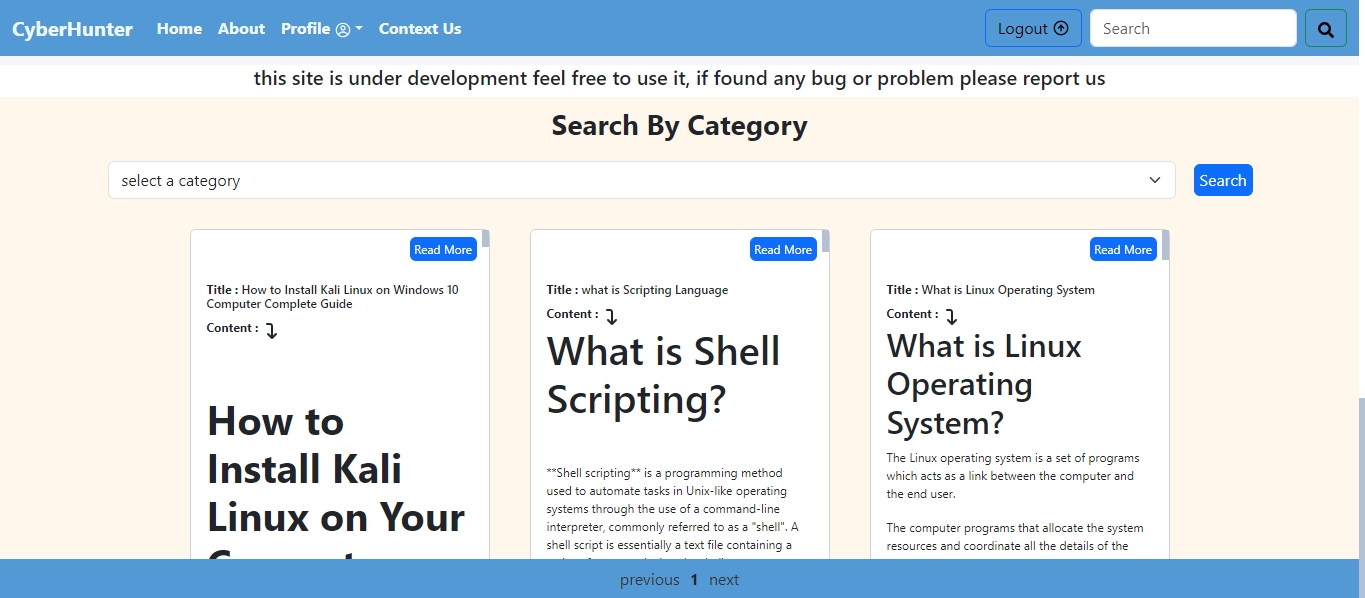 CyberHunter Home About Profile Context Us Logout Search
this site is under development feel free to use it, if found any bug or problem please report us
Search By Category
select a category
Search
Read More
Title : How to Install Kali Linux on Windows 10
Computer Complete Guide
Content :
How to
Install Kali
Linux on Your
Read More
Title : what is Scripting Language
Content :
What is Shell
Scripting?
**Shell scripting** is a programming method
used to automate tasks in Unix-like operating
systems through the use of a command-line
interpreter, commonly referred to as a "shell". A
shell script is essentially a text file containing a
Read More
Title : What is Linux Operating System
Content :
What is Linux
Operating
System?
The Linux operating system is a set of programs
which acts as a link between the computer and
the end user.
The computer programs that allocate the system
resources and coordinate all the details of the
previous 1 next